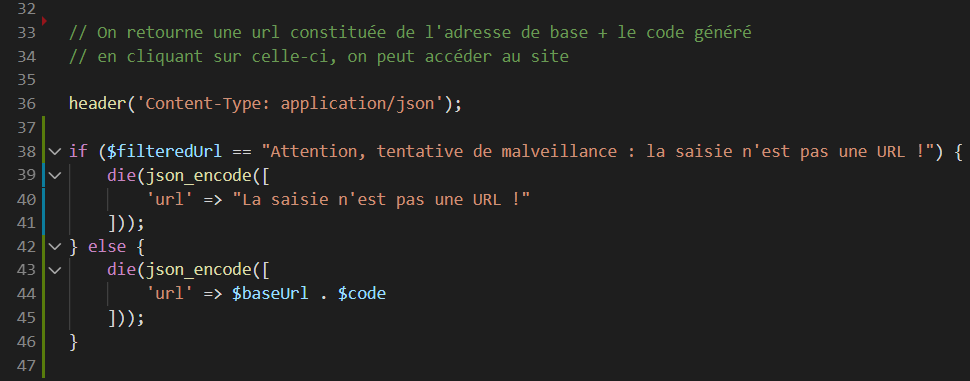 32
33 // On retourne une url constituée de l'adresse de base + le code généré
34 // en cliquant sur celle-ci, on peut accéder au site
35
36 header('Content-Type: application/json');
37
38 if ($filteredUrl == "Attention, tentative de malveillance : la saisie n'est pas une URL !") {
39 die(json_encode([
40 'url' => "La saisie n'est pas une URL !"
41 ]));
42 } else {
43 die(json_encode([
44 'url' => $baseUrl . $code
45 ]));
46 }
47